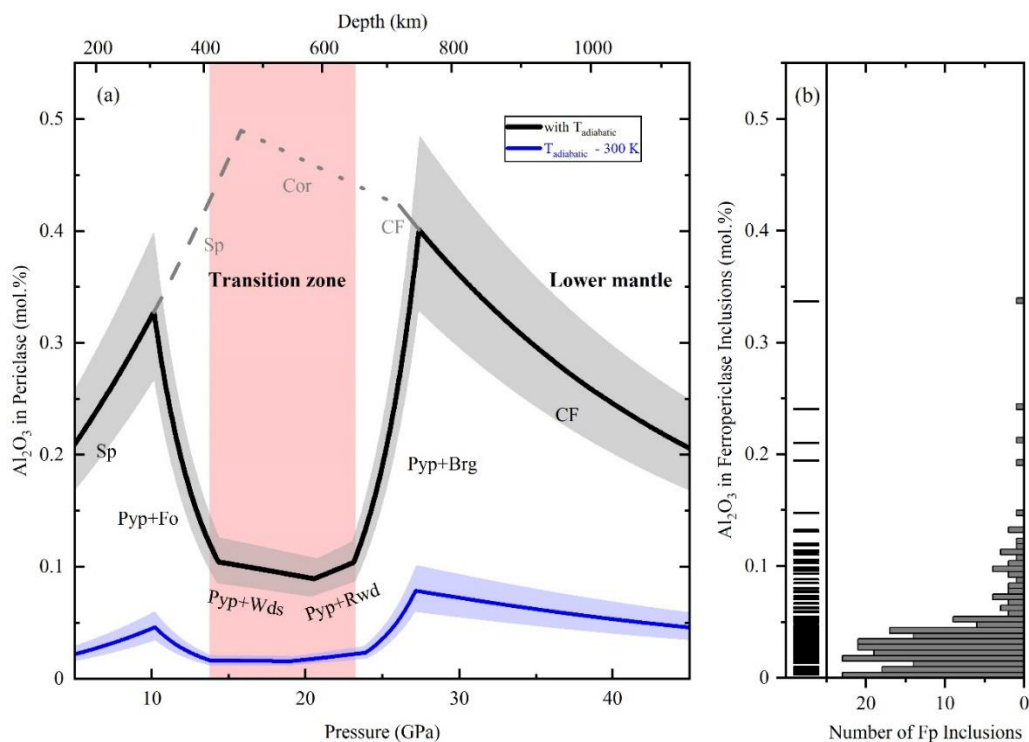 Depth (km)
200 400 600 800 1000
(a)
with T_adiabatic
T_adiabatic - 300 K
0.5
0.4
0.3
0.2
0.1
0
Al₂O₃ in Periclase (mol.%)
Cor
Sp
CF
Transition zone
Lower mantle
Sp
CF
Pyp+Brg
Pyp+Fo
Pyp+Wds
Pyp+Rwd
10 20 30 40
Pressure (GPa)
(b)
Al₂O₃ in Ferropericlase Inclusions (mol.%)
0.5
0.4
0.3
0.2
0.1
0
20 10 0
Number of Fp Inclusions